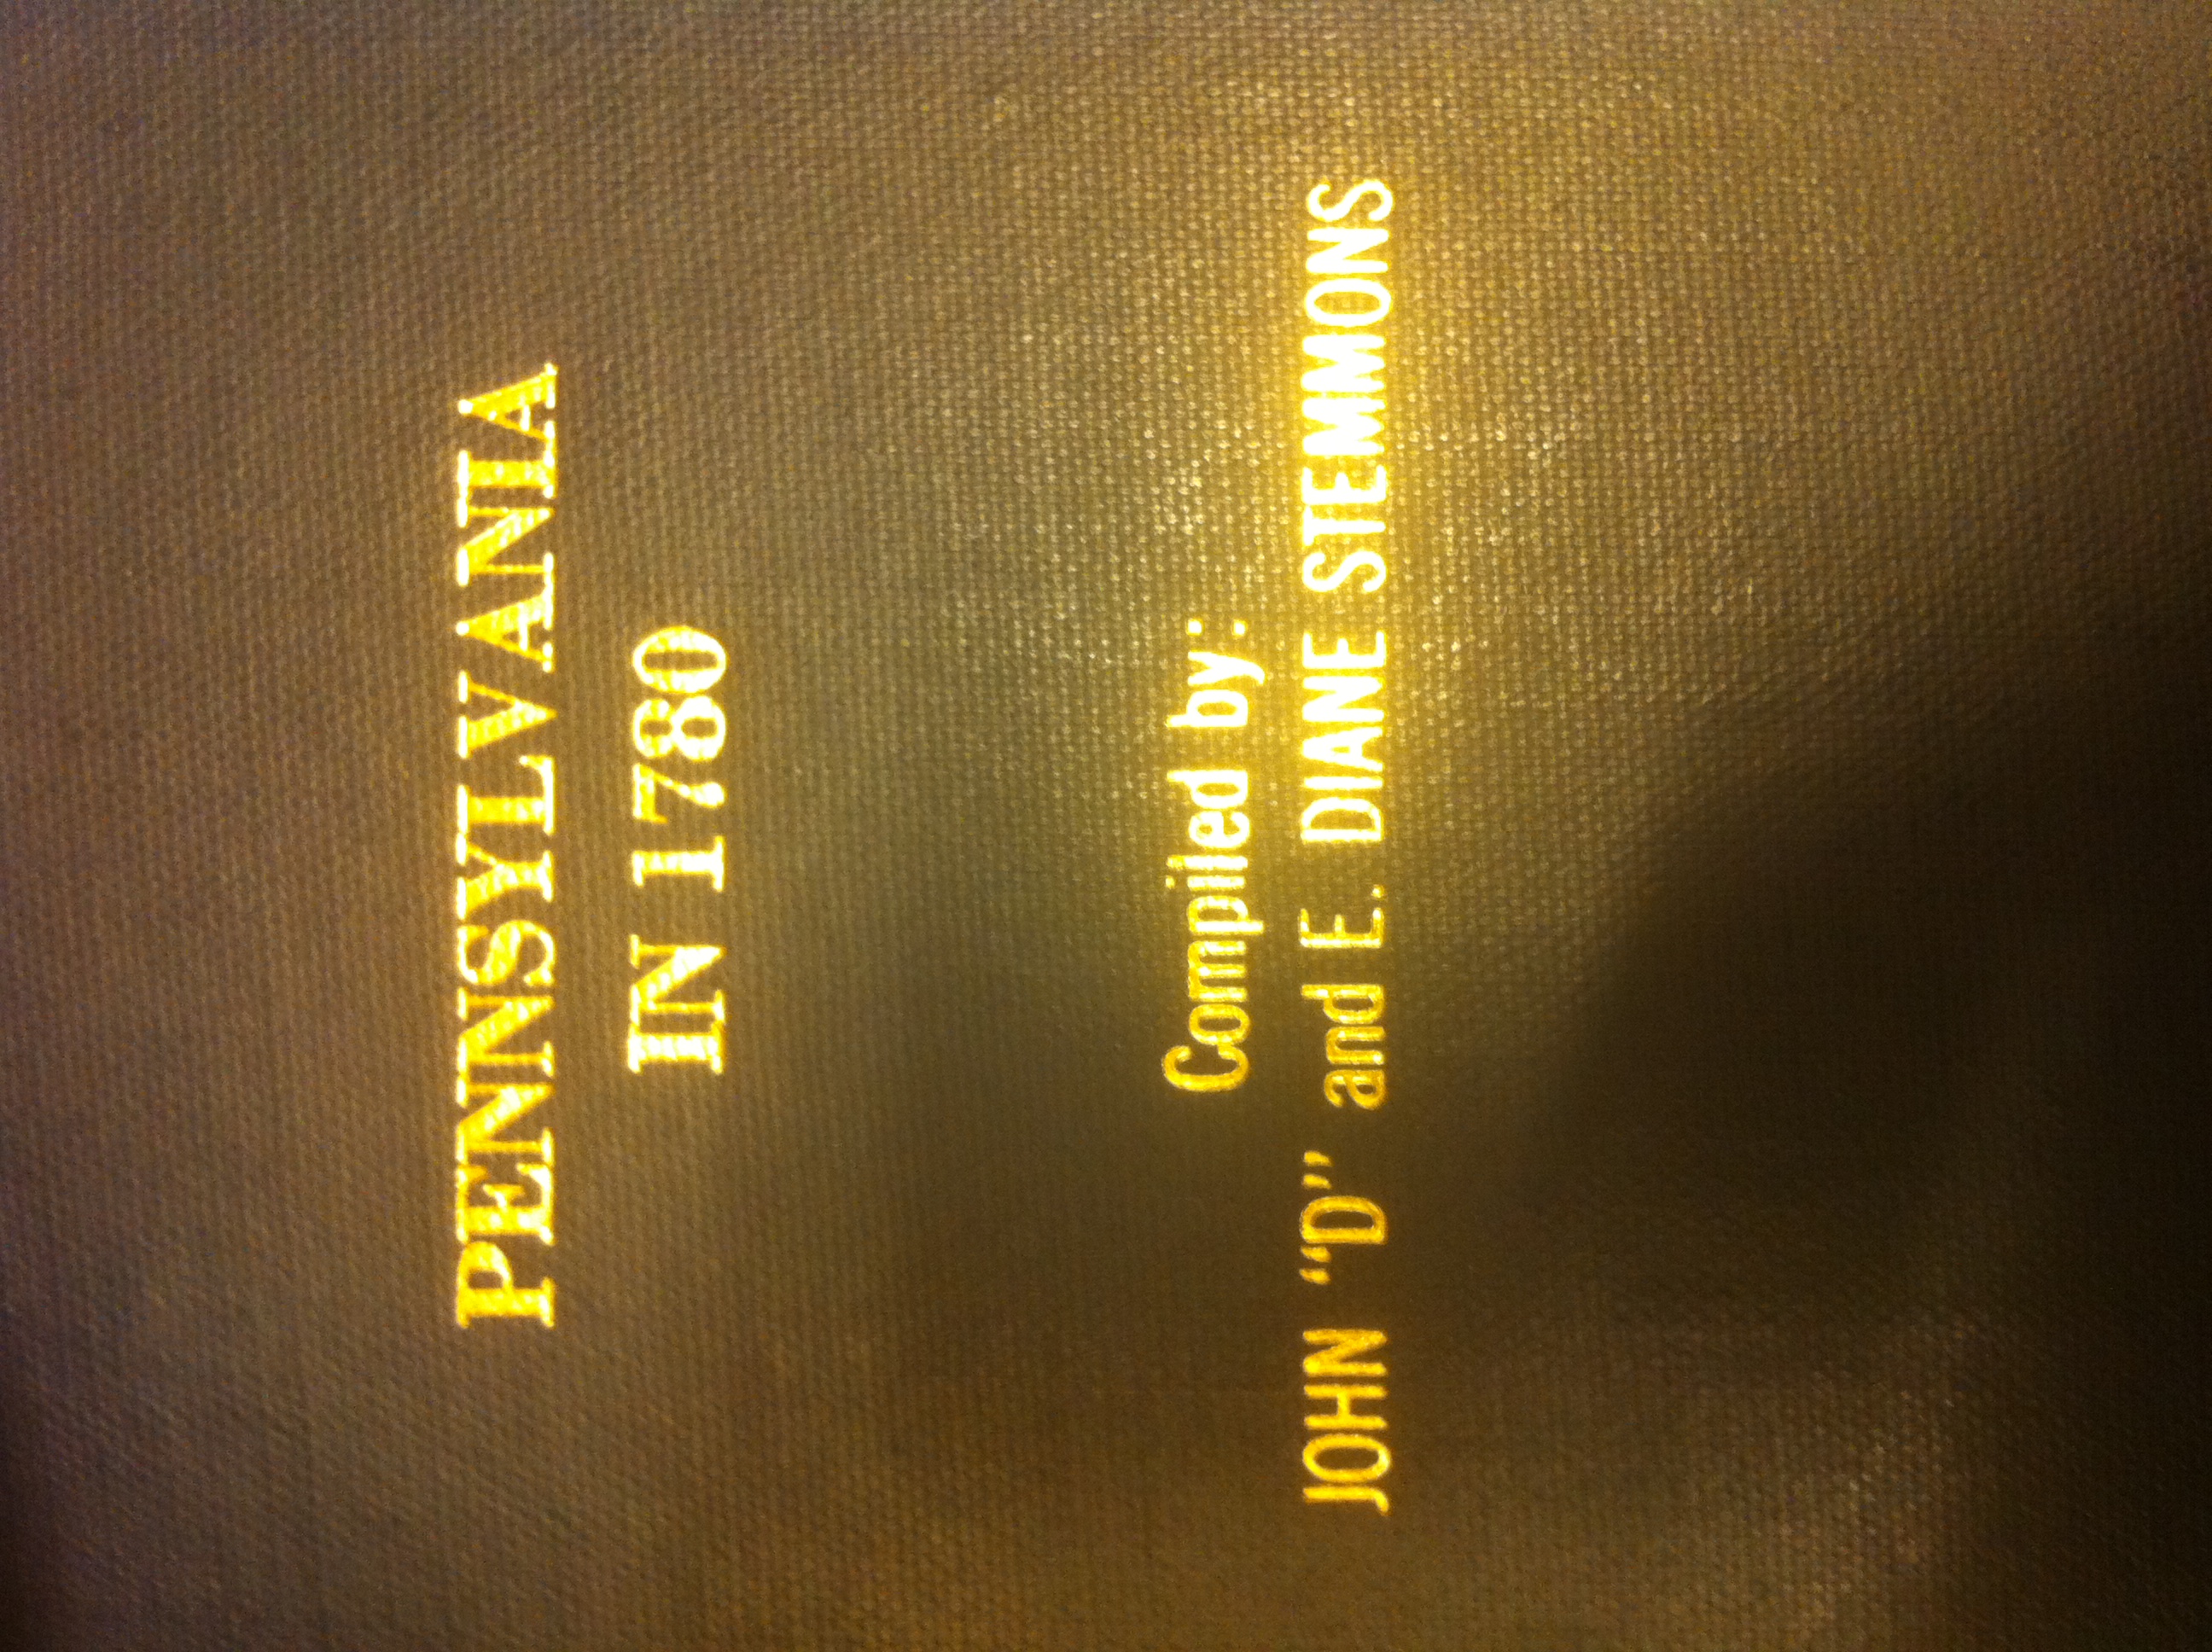 PENNSYLVANIA
IN 1780
Compiled by:
JOHN “D” and E. DIANE STEMMONS